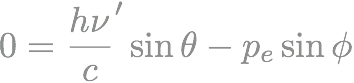 0 = \frac{h\nu'}{c} \sin\theta - p_e \sin\phi